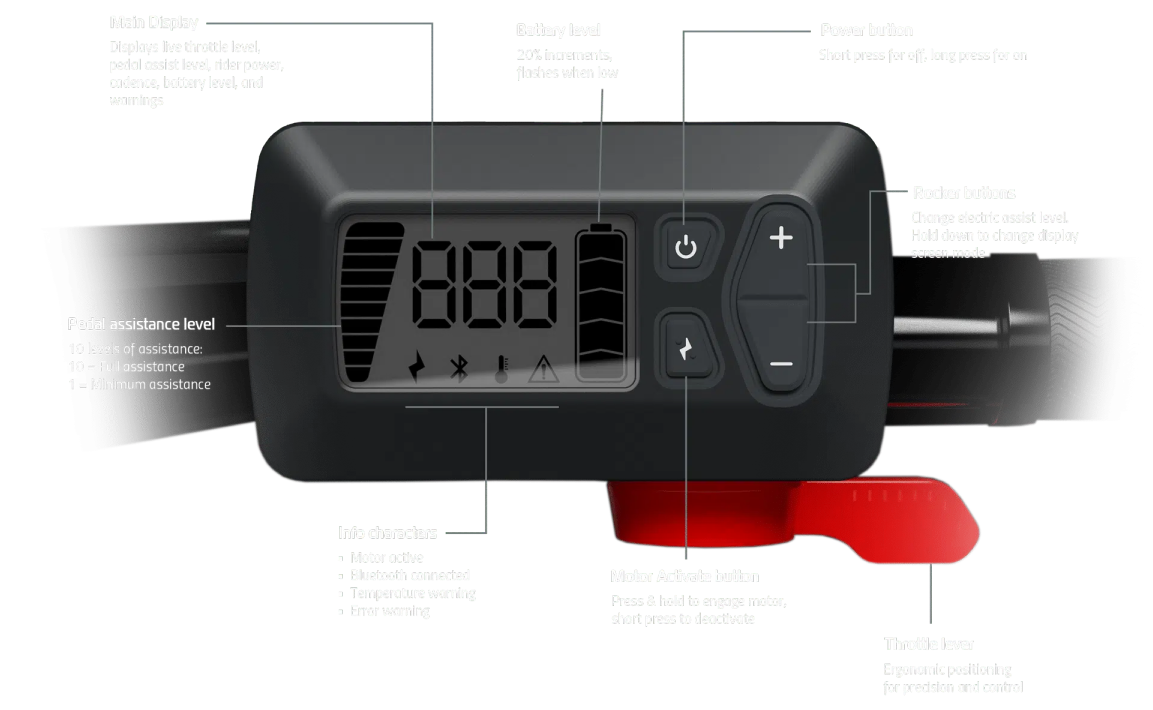 Main Display
Displays live throttle level,
pedal assist level, rider power,
cadence, battery level, and
warnings
Battery level
20% increments,
flashes when low
Power button
Short press for off, long press for on
Rocker buttons
Change electric assist level.
Hold down to change display
screen mode
888
+
−
Pedal assistance level
10 levels of assistance:
10 = Full assistance
1 = Minimum assistance
Info characters
• Motor active
• Bluetooth connected
• Temperature warning
• Error warning
Motor Activate button
Press & hold to engage motor,
short press to deactivate
Throttle lever
Ergonomic positioning
for precision and control